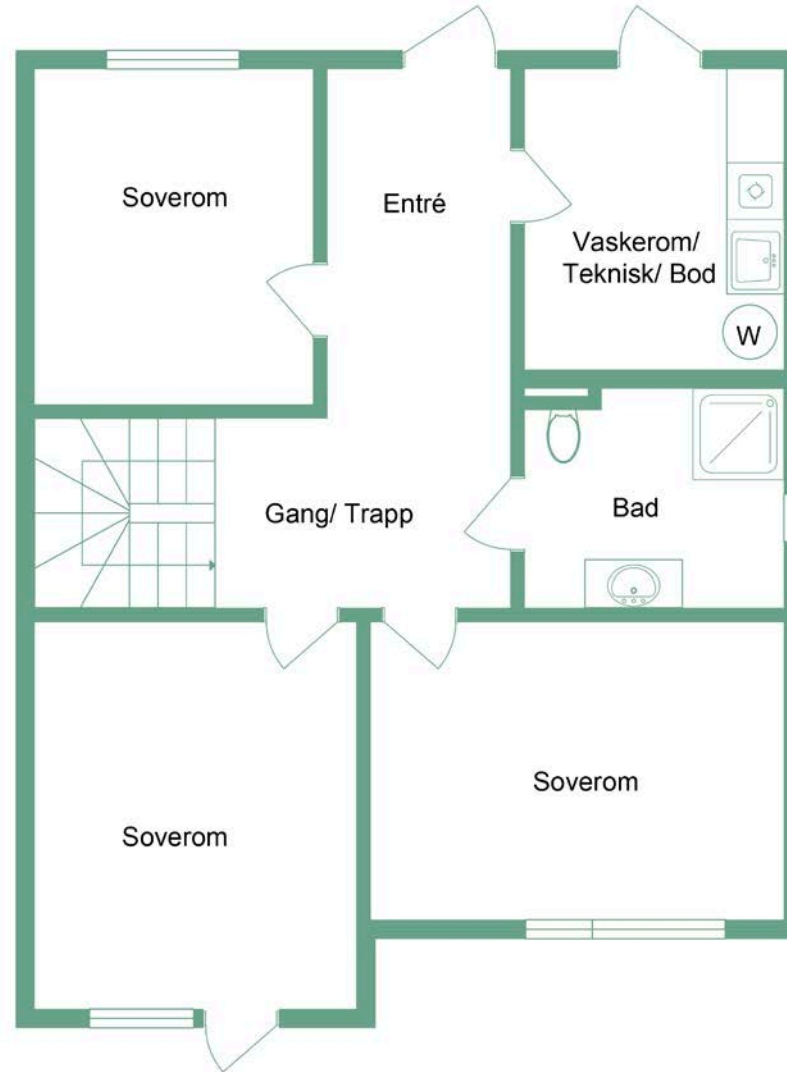 Soverom
Entré
Vaskerom/
Teknisk/ Bod
W
Gang/ Trapp
Bad
Soverom
Soverom